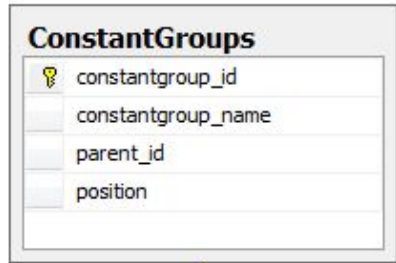 ConstantGroups
constantgroup_id
constantgroup_name
parent_id
position